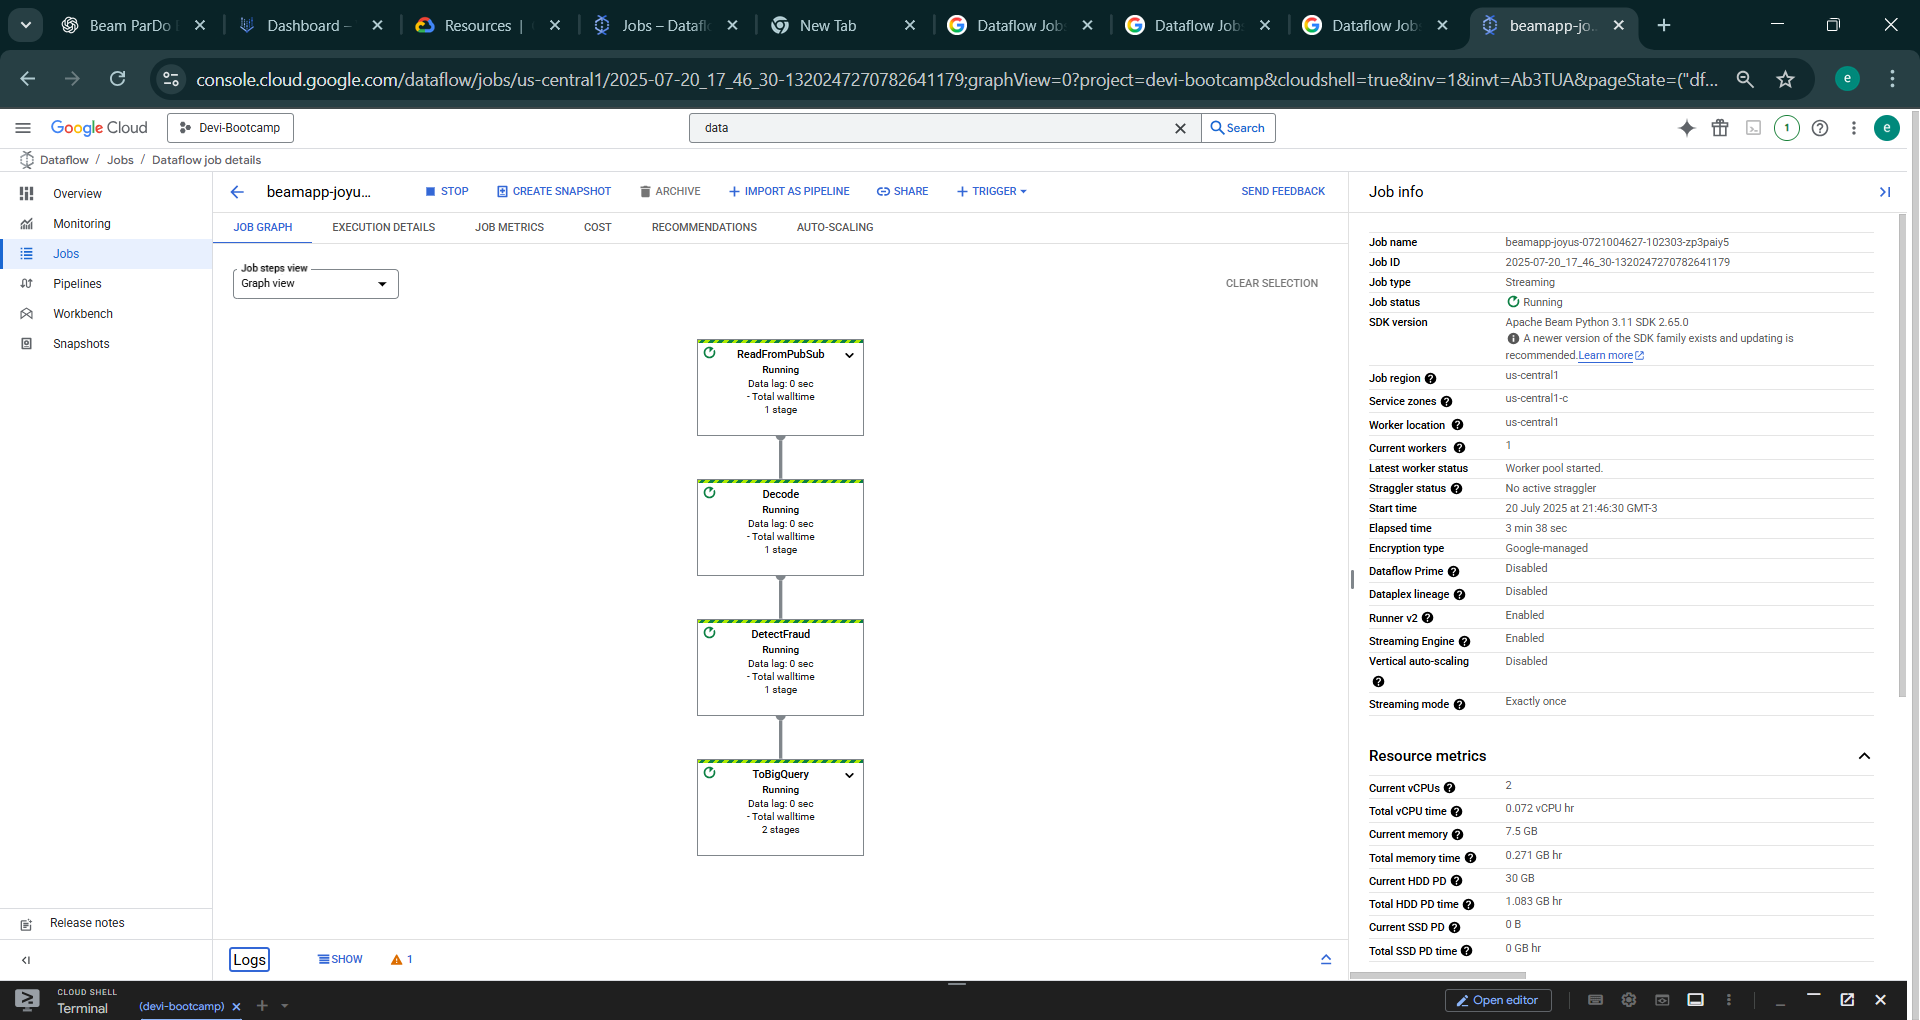 Beam ParDo
Dashboard –
Resources |
Jobs – Dataflo
New Tab
Dataflow Job
Dataflow Job
Dataflow Job
beamapp-jo...
console.cloud.google.com/dataflow/jobs/us-central1/2025-07-20_17_46_30-1320247270782641179;graphView=0?project=devi-bootcamp&cloudshell=true&inv=1&invt=Ab3TUA&pageState=("df...
e
Google Cloud
Devi-Bootcamp
data
Search
1
e
Dataflow / Jobs / Dataflow job details
Overview
Monitoring
Jobs
Pipelines
Workbench
Snapshots
Release notes
beamapp-joyu...
STOP
CREATE SNAPSHOT
ARCHIVE
IMPORT AS PIPELINE
SHARE
TRIGGER
SEND FEEDBACK
JOB GRAPH
EXECUTION DETAILS
JOB METRICS
COST
RECOMMENDATIONS
AUTO-SCALING
Job steps view
Graph view
CLEAR SELECTION
ReadFromPubSub
Running
Data lag: 0 sec
- Total walltime
1 stage
Decode
Running
Data lag: 0 sec
- Total walltime
1 stage
DetectFraud
Running
Data lag: 0 sec
- Total walltime
1 stage
ToBigQuery
Running
Data lag: 0 sec
- Total walltime
2 stages
Logs
SHOW
1
Job info
Job name beamapp-joyus-0721004627-102303-zp3paiy5
Job ID 2025-07-20_17_46_30-1320247270782641179
Job type Streaming
Job status Running
SDK version Apache Beam Python 3.11 SDK 2.65.0
A newer version of the SDK family exists and updating is
recommended. Learn more
Job region us-central1
Service zones us-central1-c
Worker location us-central1
Current workers 1
Latest worker status Worker pool started.
Straggler status No active straggler
Start time 20 July 2025 at 21:46:30 GMT-3
Elapsed time 3 min 38 sec
Encryption type Google-managed
Dataflow Prime Disabled
Dataplex lineage Disabled
Runner v2 Enabled
Streaming Engine Enabled
Vertical auto-scaling Disabled
Streaming mode Exactly once
Resource metrics
Current vCPUs 2
Total vCPU time 0.072 vCPU hr
Current memory 7.5 GB
Total memory time 0.271 GB hr
Current HDD PD 30 GB
Total HDD PD time 1.083 GB hr
Current SSD PD 0 B
Total SSD PD time 0 GB hr
CLOUD SHELL
Terminal
(devi-bootcamp)
Open editor